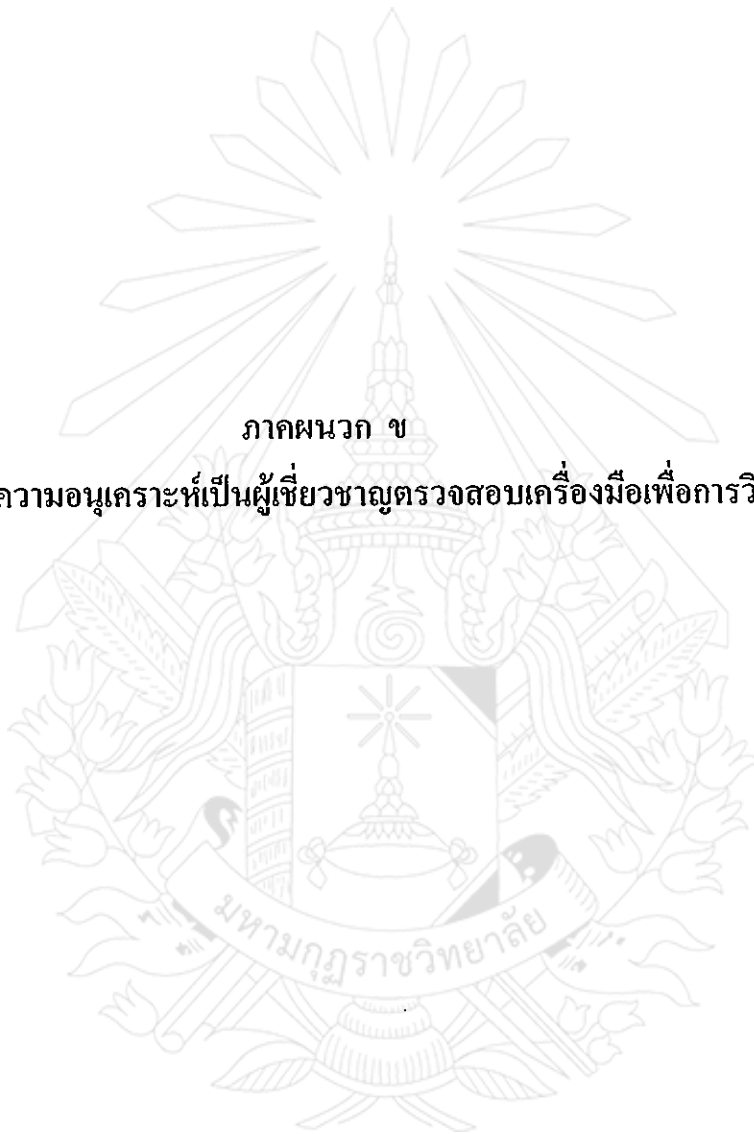 ภาคผนวก ข
ความอนุเคราะห์เป็นผู้เชี่ยวชาญตรวจสอบเครื่องมือเพื่อการวิ
มหามกุฏราชวิทยาลัย